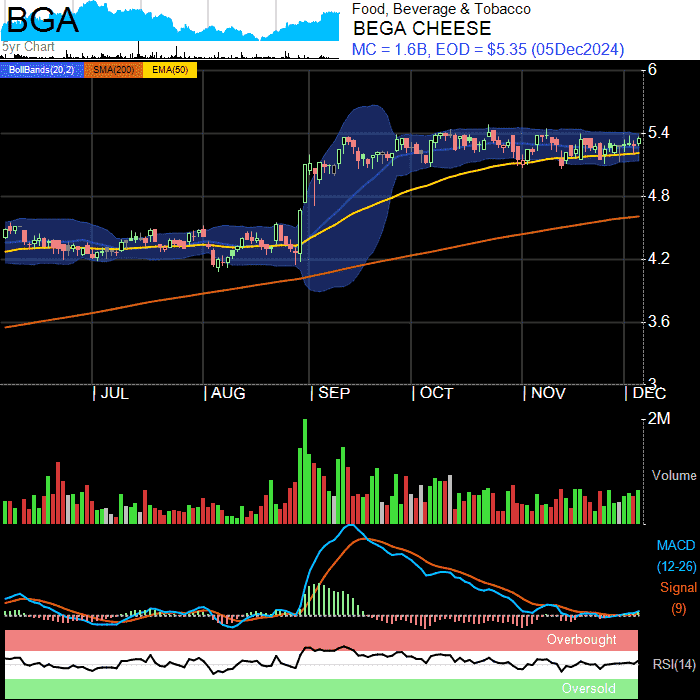 BGA
5yr Chart
Food, Beverage & Tobacco
BEGA CHEESE
MC = 1.6B, EOD = $5.35 (05Dec2024)
BollBands(20,2) SMA(200) EMA(50)
6
5.4
4.8
4.2
3.6
3
JUL AUG SEP OCT NOV DEC
2M
Volume
MACD
(12-26)
Signal
(9)
Overbought
RSI(14)
Oversold